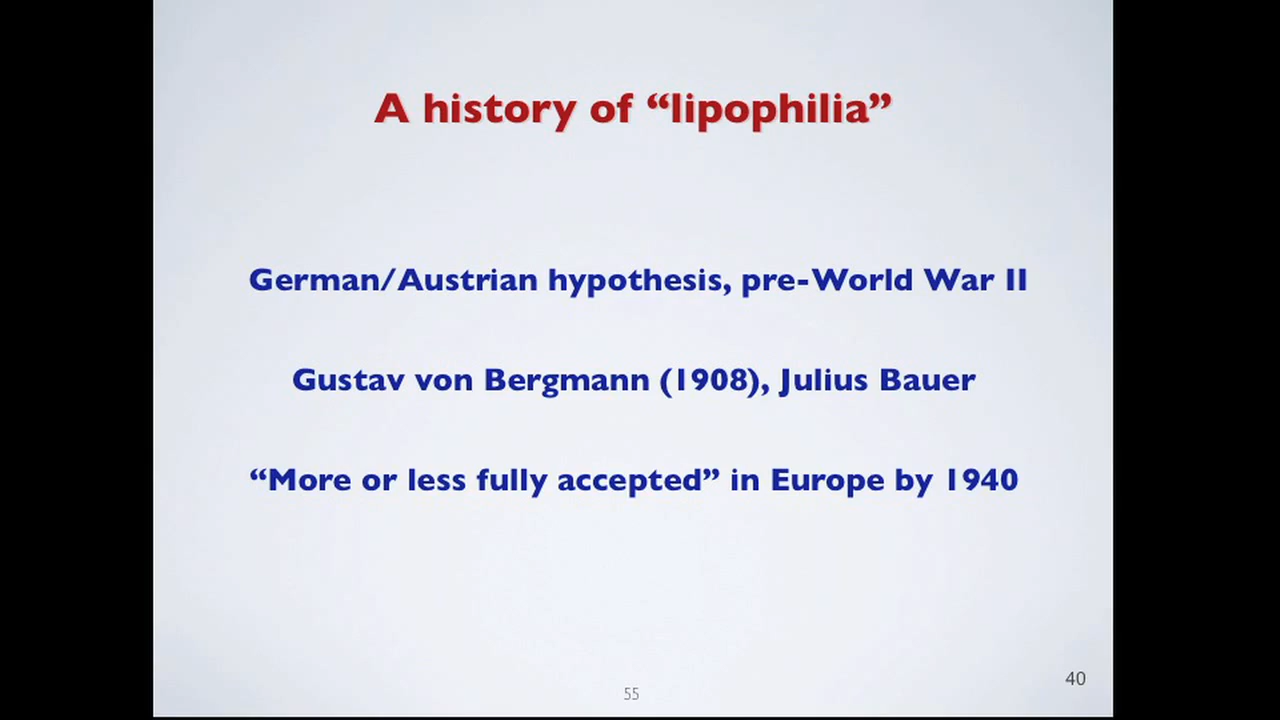 A history of “lipophilia”
German/Austrian hypothesis, pre-World War II
Gustav von Bergmann (1908), Julius Bauer
“More or less fully accepted” in Europe by 1940
40
55